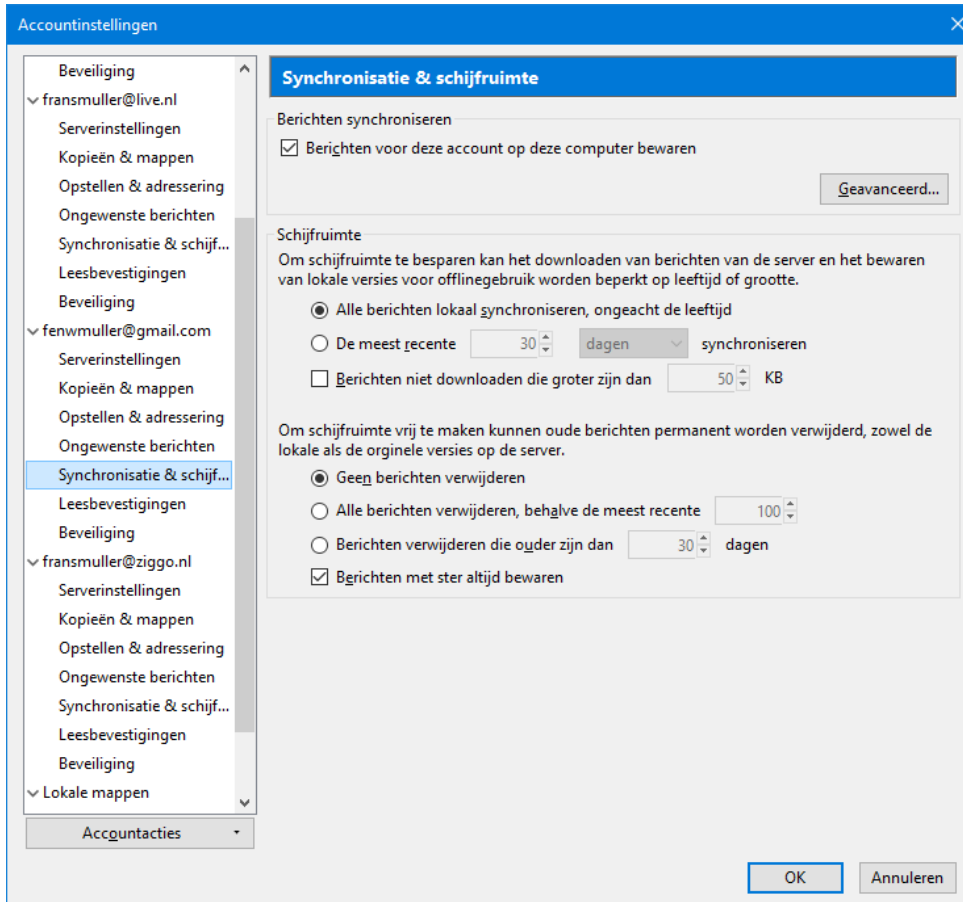 Accountinstellingen
Beveiliging
fransmuller@live.nl
Serverinstellingen
Kopieën & mappen
Opstellen & adressering
Ongewenste berichten
Synchronisatie & schijf...
Leesbevestigingen
Beveiliging
fenwmuller@gmail.com
Serverinstellingen
Kopieën & mappen
Opstellen & adressering
Ongewenste berichten
Synchronisatie & schijf...
Leesbevestigingen
Beveiliging
fransmuller@ziggo.nl
Serverinstellingen
Kopieën & mappen
Opstellen & adressering
Ongewenste berichten
Synchronisatie & schijf...
Leesbevestigingen
Beveiliging
Lokale mappen
Accountacties
Synchronisatie & schijfruimte
Berichten synchroniseren
Berichten voor deze account op deze computer bewaren
Geavanceerd...
Schijfruimte
Om schijfruimte te besparen kan het downloaden van berichten van de server en het bewaren
van lokale versies voor offlinegebruik worden beperkt op leeftijd of grootte.
Alle berichten lokaal synchroniseren, ongeacht de leeftijd
De meest recente 30 dagen synchroniseren
Berichten niet downloaden die groter zijn dan 50 KB
Om schijfruimte vrij te maken kunnen oude berichten permanent worden verwijderd, zowel de
lokale als de orginele versies op de server.
Geen berichten verwijderen
Alle berichten verwijderen, behalve de meest recente 100
Berichten verwijderen die ouder zijn dan 30 dagen
Berichten met ster altijd bewaren
OK Annuleren